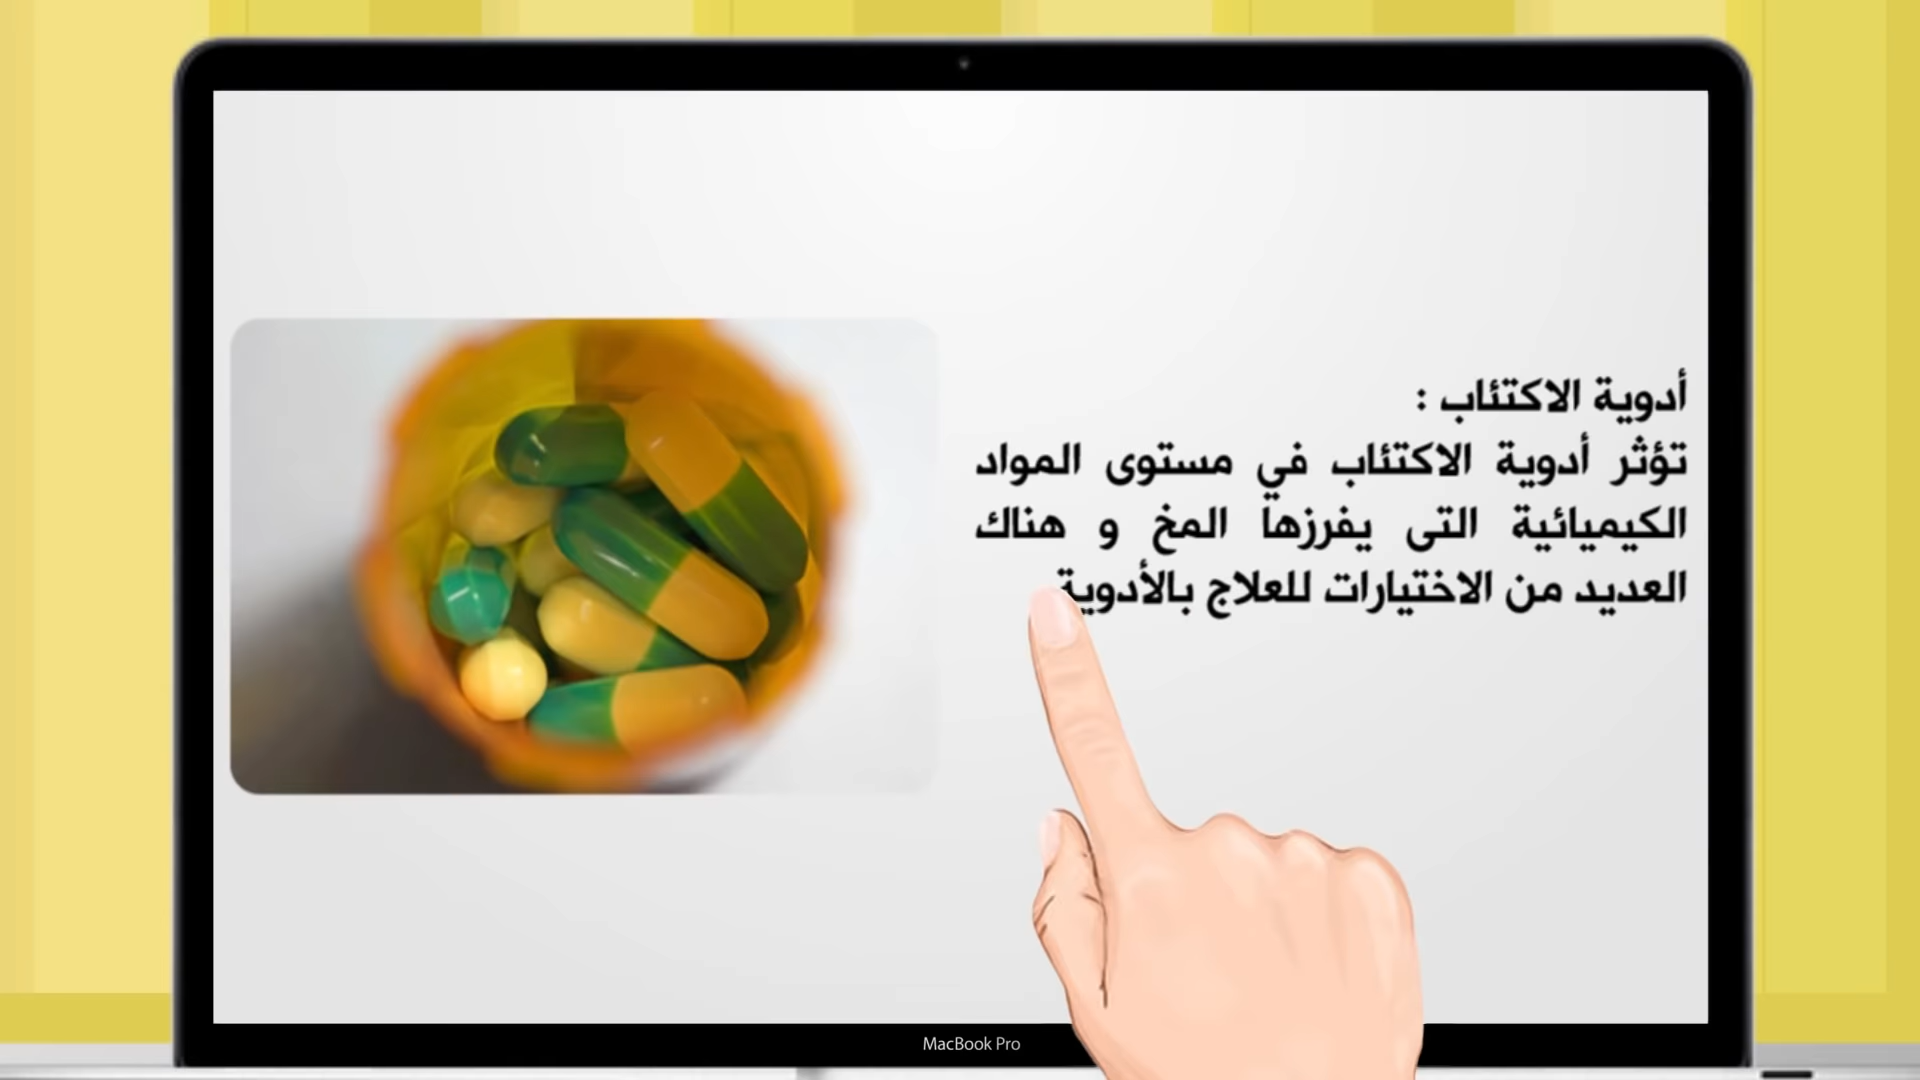 أدوية الاكتئاب :
تؤثر أدوية الاكتئاب في مستوى المواد
الكيميائية التى يفرزها المخ و هناك
العديد من الاختيارات للعلاج بالأدوية
MacBook Pro